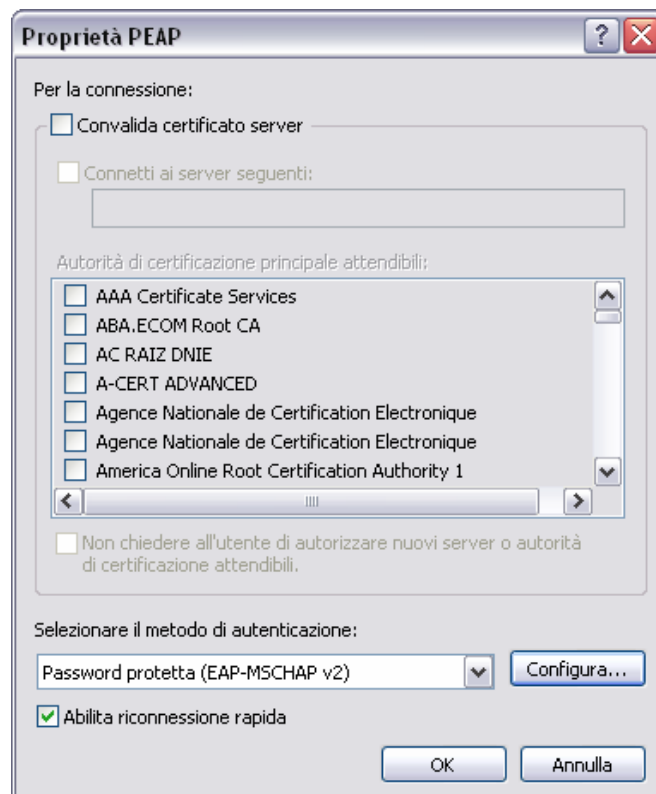 Proprietà PEAP
Per la connessione:
Convalida certificato server
Connetti ai server seguenti:
Autorità di certificazione principale attendibili:
AAA Certificate Services
ABA.ECOM Root CA
AC RAIZ DNIE
A-CERT ADVANCED
Agence Nationale de Certification Electronique
Agence Nationale de Certification Electronique
America Online Root Certification Authority 1
Non chiedere all'utente di autorizzare nuovi server o autorità
di certificazione attendibili.
Selezionare il metodo di autenticazione:
Password protetta (EAP-MSCHAP v2)
Configura...
Abilita riconnessione rapida
OK
Annulla